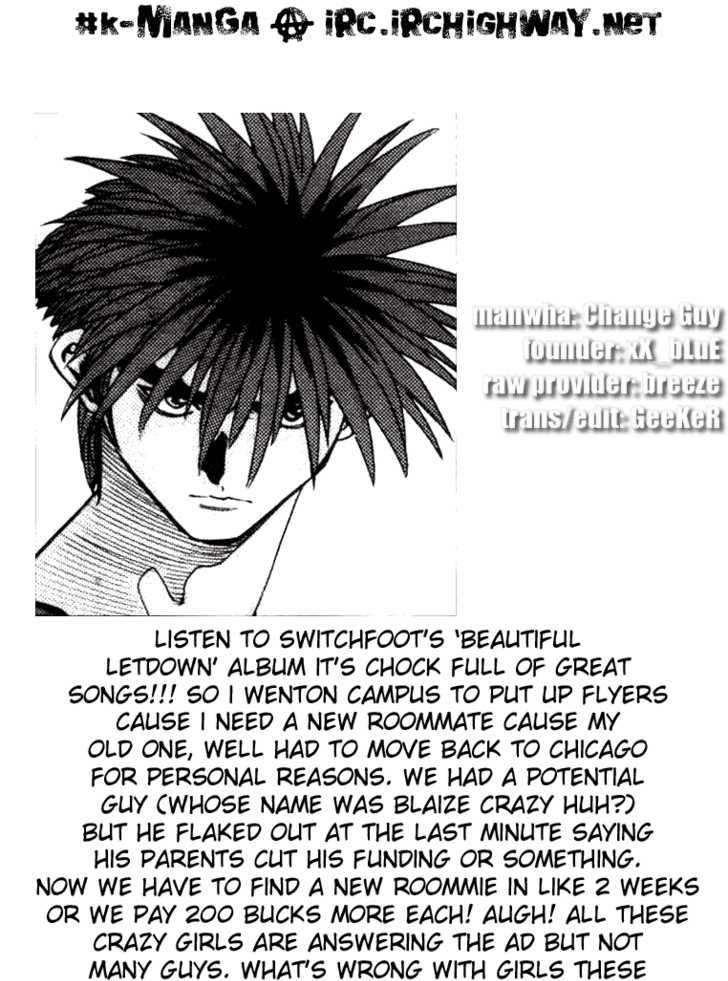 #K-MANGA @ iRC.iRCHiGHWAY.NeT
manwha: Change Guy
founder: xX_bLuE
raw provider: breeze
trans/edit: GeeKeR
LISTEN TO SWITCHFOOT'S 'BEAUTIFUL
LETDOWN' ALBUM IT'S CHOCK FULL OF GREAT
SONGS!!! SO I WENTON CAMPUS TO PUT UP FLYERS
CAUSE I NEED A NEW ROOMMATE CAUSE MY
OLD ONE, WELL HAD TO MOVE BACK TO CHICAGO
FOR PERSONAL REASONS. WE HAD A POTENTIAL
GUY (WHOSE NAME WAS BLAIZE CRAZY HUH?)
BUT HE FLAKED OUT AT THE LAST MINUTE SAYING
HIS PARENTS CUT HIS FUNDING OR SOMETHING.
NOW WE HAVE TO FIND A NEW ROOMMIE IN LIKE 2 WEEKS
OR WE PAY 200 BUCKS MORE EACH! AUGH! ALL THESE
CRAZY GIRLS ARE ANSWERING THE AD BUT NOT
MANY GUYS. WHAT'S WRONG WITH GIRLS THESE